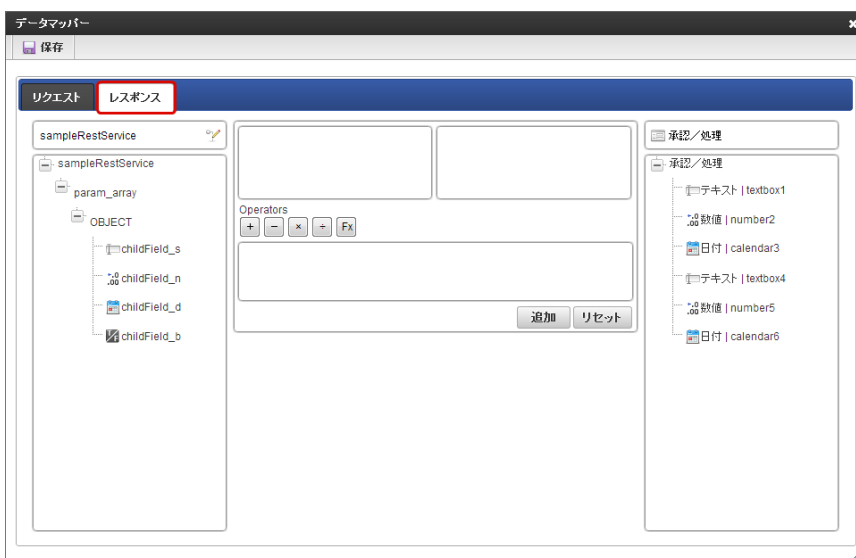 データマッパー
保存
リクエスト レスポンス
sampleRestService
sampleRestService
param_array
OBJECT
childField_s
childField_n
childField_d
childField_b
Operators
+ − × ÷ Fx
追加 リセット
承認／処理
承認／処理
テキスト | textbox1
数値 | number2
日付 | calendar3
テキスト | textbox4
数値 | number5
日付 | calendar6